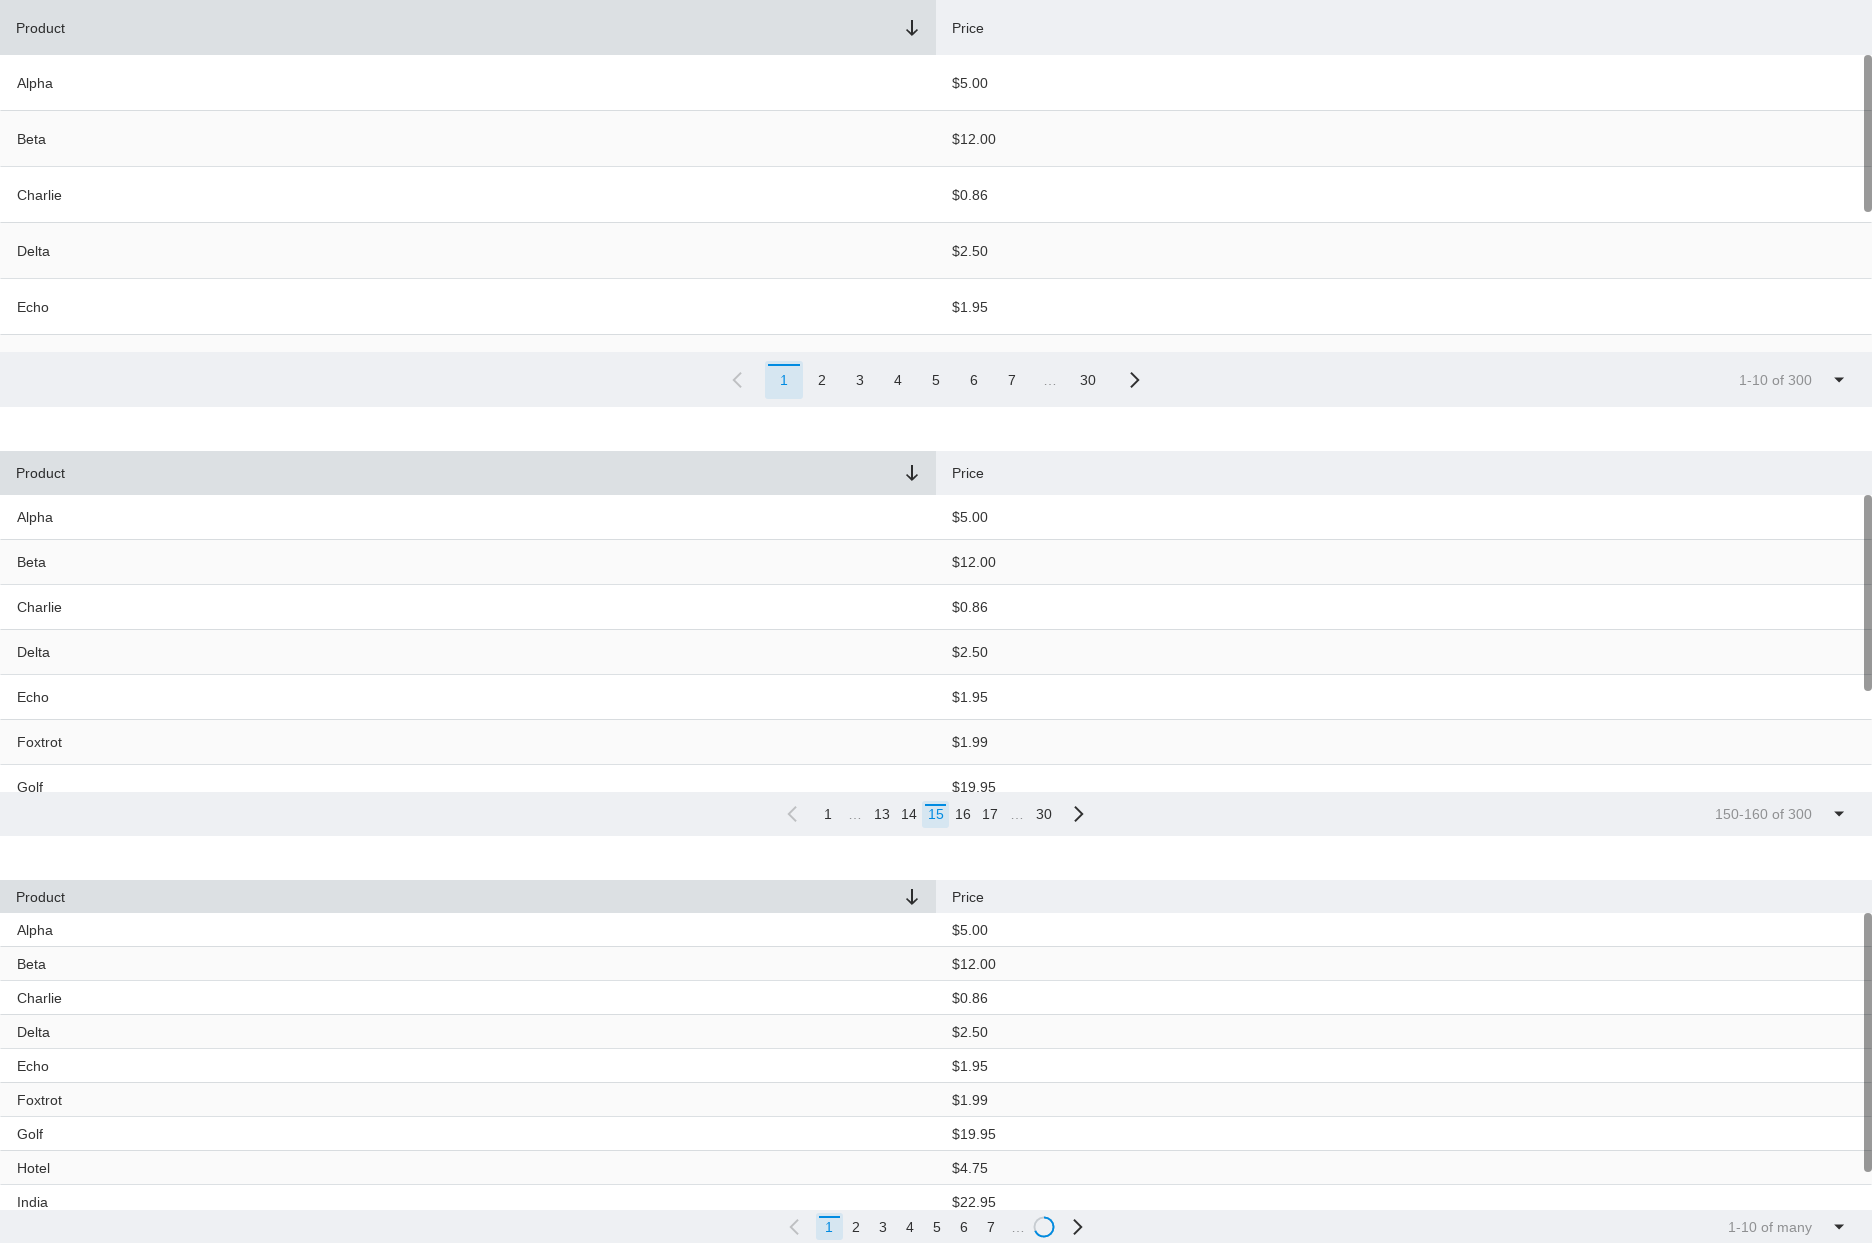 Product Price
Alpha $5.00
Beta $12.00
Charlie $0.86
Delta $2.50
Echo $1.95
1 2 3 4 5 6 7 ... 30 1-10 of 300
Product Price
Alpha $5.00
Beta $12.00
Charlie $0.86
Delta $2.50
Echo $1.95
Foxtrot $1.99
Golf $19.95
1 ... 13 14 15 16 17 ... 30 150-160 of 300
Product Price
Alpha $5.00
Beta $12.00
Charlie $0.86
Delta $2.50
Echo $1.95
Foxtrot $1.99
Golf $19.95
Hotel $4.75
India $22.95
1 2 3 4 5 6 7 ... 1-10 of many